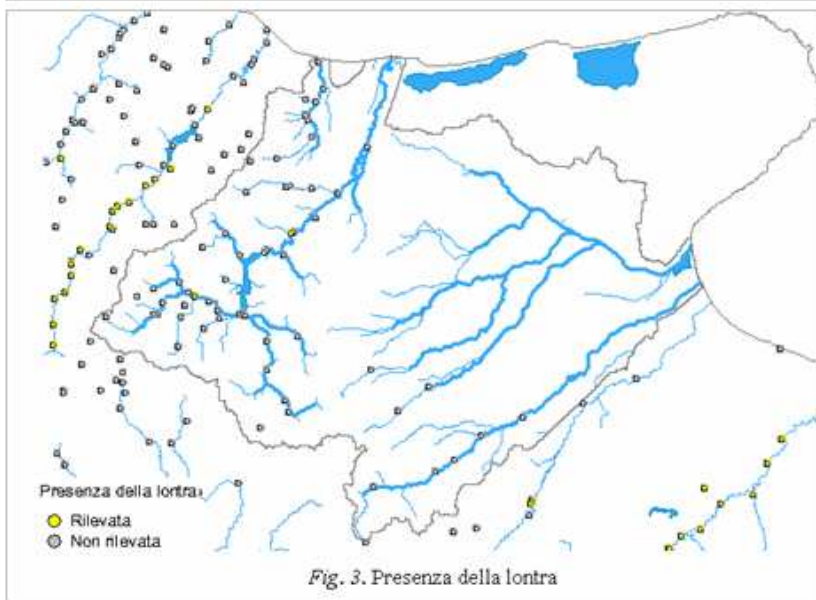 Presenza della lontra
Rilevata
Non rilevata
Fig. 3. Presenza della lontra